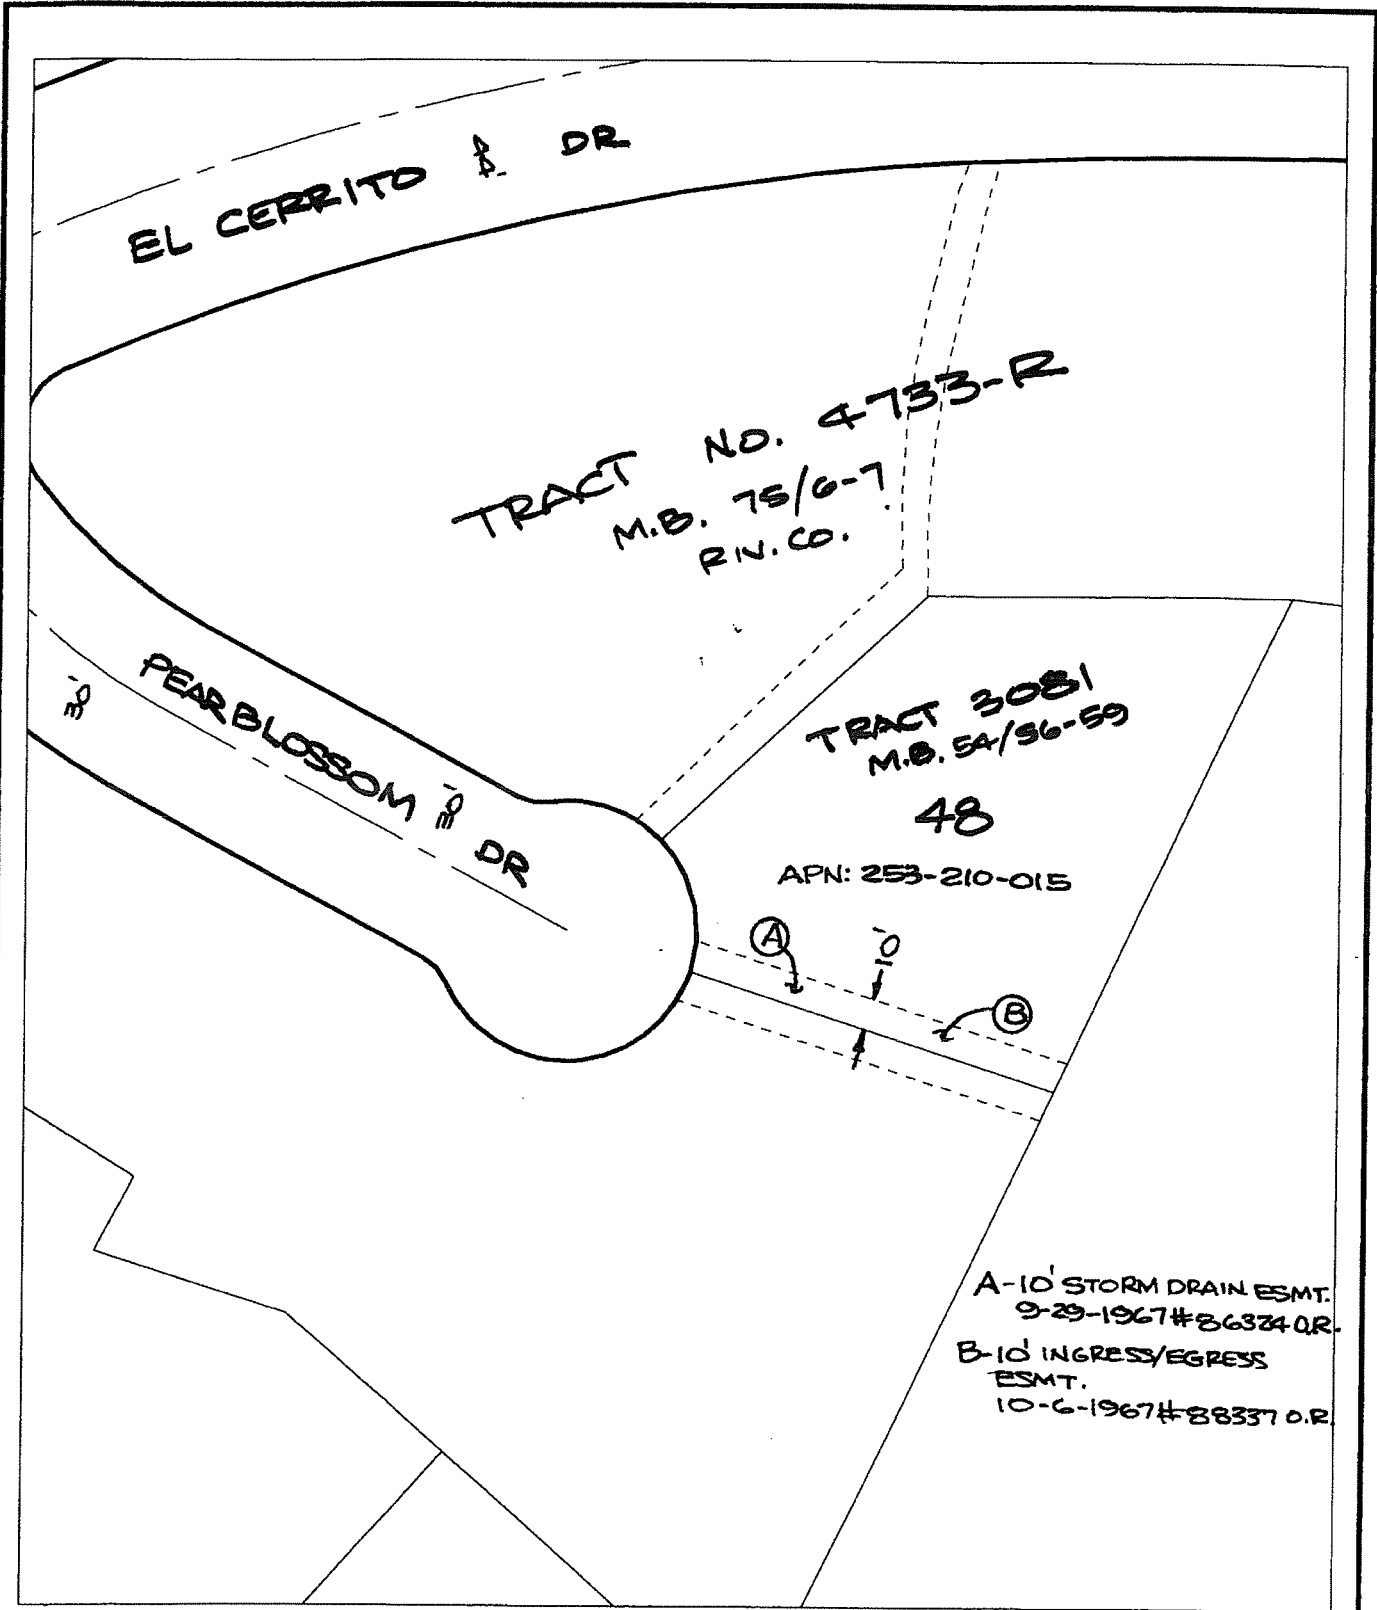 EL CERRITO DR
TRACT NO. 4733-R
M.B. 75/6-7
RIV. CO.
PEARBLOSSOM DR
30'
30'
TRACT 3081
M.B. 54/56-59
48
APN: 253-210-015
A
10'
B
A-10' STORM DRAIN ESMT.
9-29-1967 # 86324 O.R.
B-10' INGRESS/EGRESS
ESMT.
10-6-1967 # 88337 O.R.